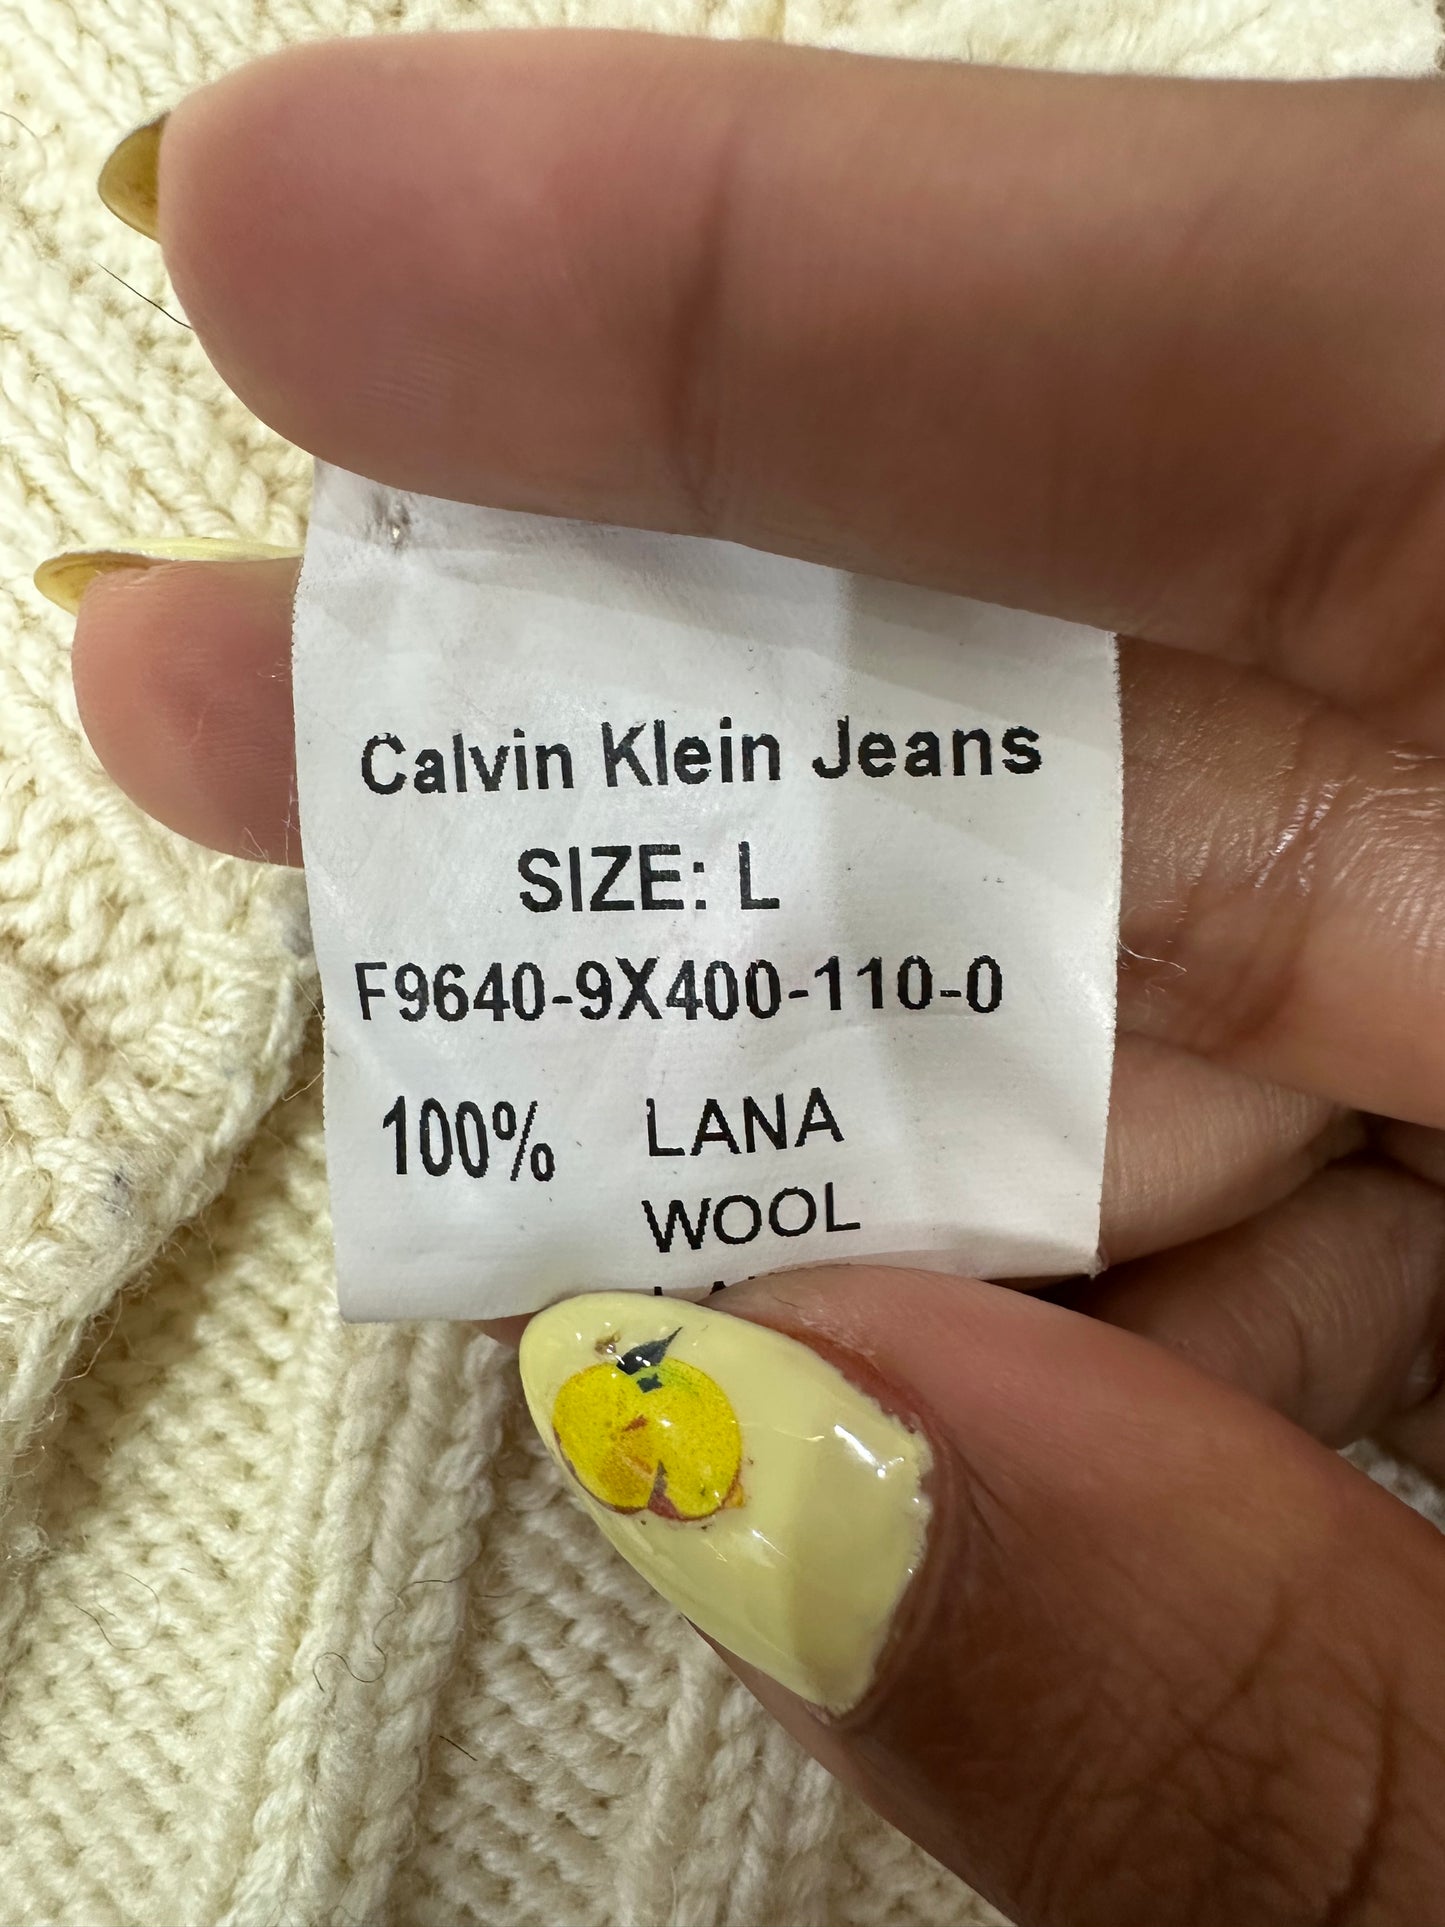 Calvin Klein Jeans
SIZE: L
F9640-9X400-110-0
100% LANA
WOOL